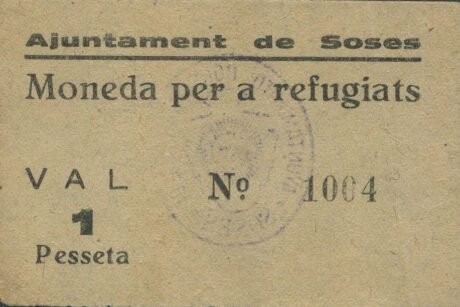 Ajuntament de Soses
Moneda per a refugiats
VAL
1
Pesseta
Nº 1004